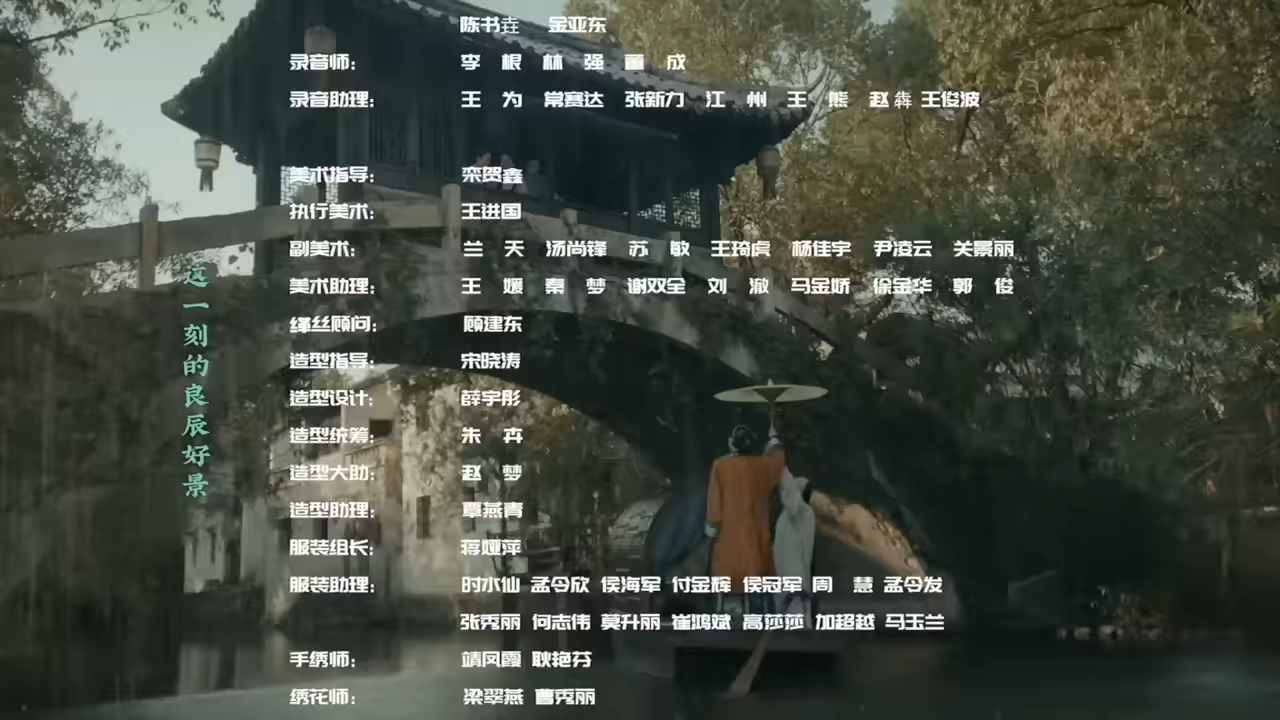 陈书垚 金亚东
录音师: 李 根 林 强 董 成
录音助理: 王 为 常赛达 张新力 江 州 王 熊 赵犇 王俊波
美术指导: 栾贺鑫
执行美术: 王进国
副美术: 兰 天 汤尚锋 苏 敏 王琦虎 杨佳宇 尹凌云 关景丽
美术助理: 王 媛 秦 梦 谢双全 刘 澈 马金娇 徐金华 郭 俊
缂丝顾问: 顾建东
造型指导: 宋晓涛
造型设计: 薛宇彤
造型统筹: 朱 卉
造型大助: 赵 梦
造型助理: 覃燕青
服装组长: 蒋娅萍
服装助理: 时水仙 孟令欣 侯海军 付金辉 侯冠军 周 慧 孟令发
张秀丽 何志伟 莫升丽 崔鸿斌 高莎莎 加超越 马玉兰
手绣师: 靖凤霞 耿艳芬
绣花师: 梁翠燕 曹秀丽
这一刻的良辰好景